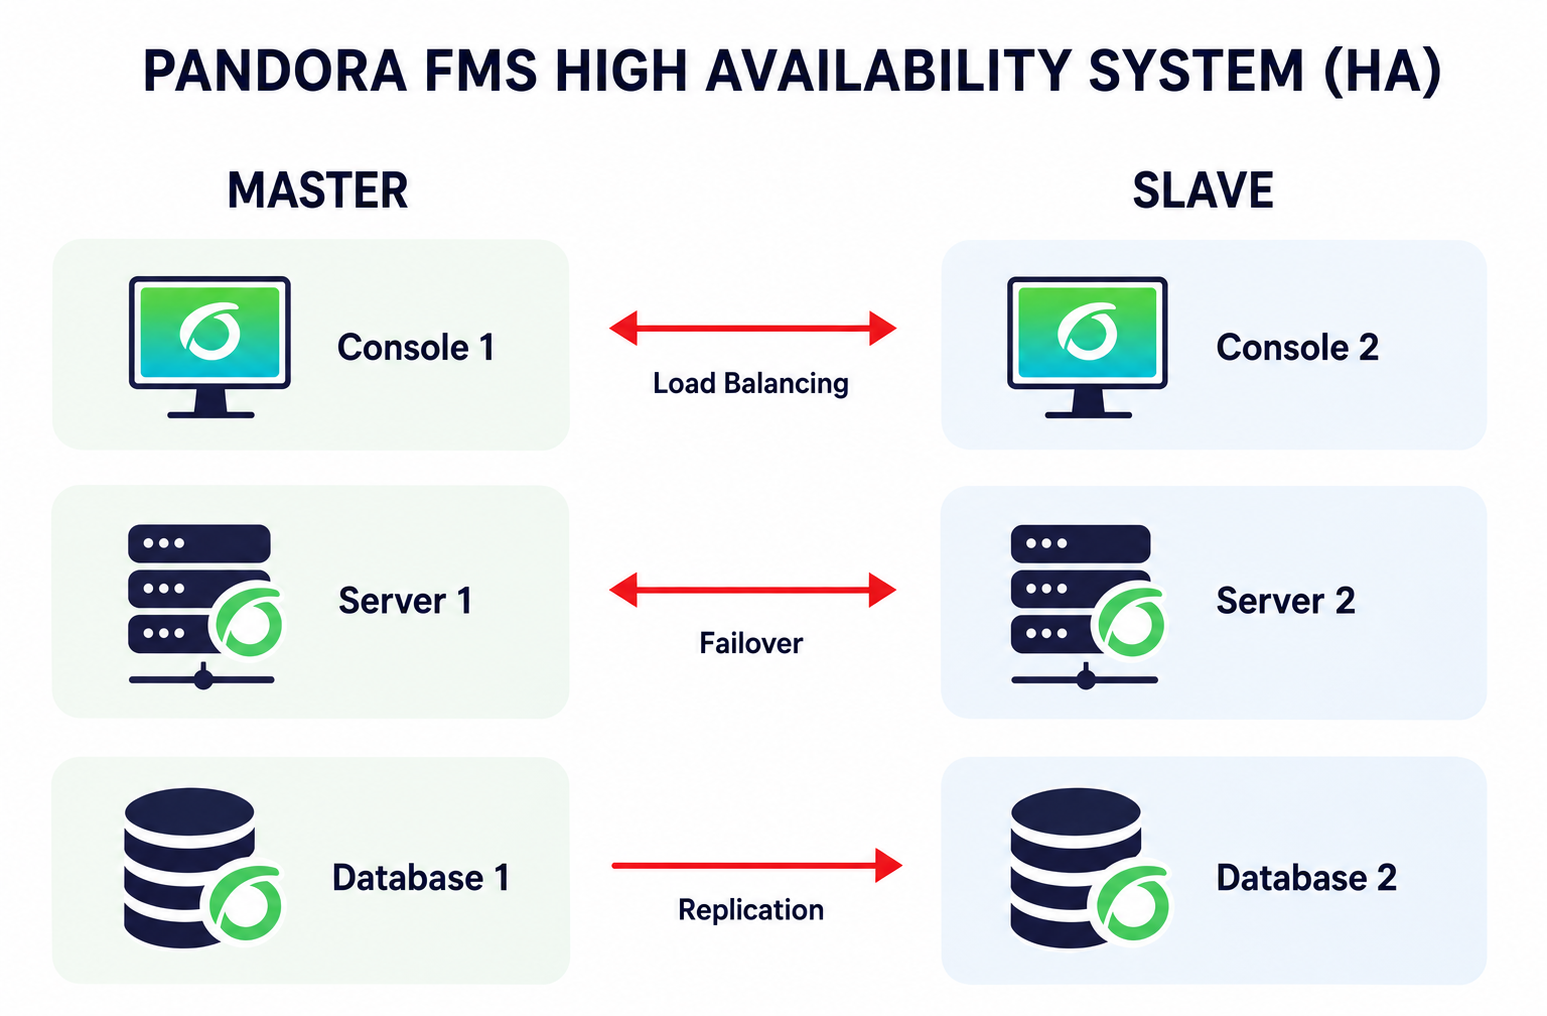 PANDORA FMS HIGH AVAILABILITY SYSTEM (HA)
MASTER
SLAVE
Console 1
Load Balancing
Console 2
Server 1
Failover
Server 2
Database 1
Replication
Database 2